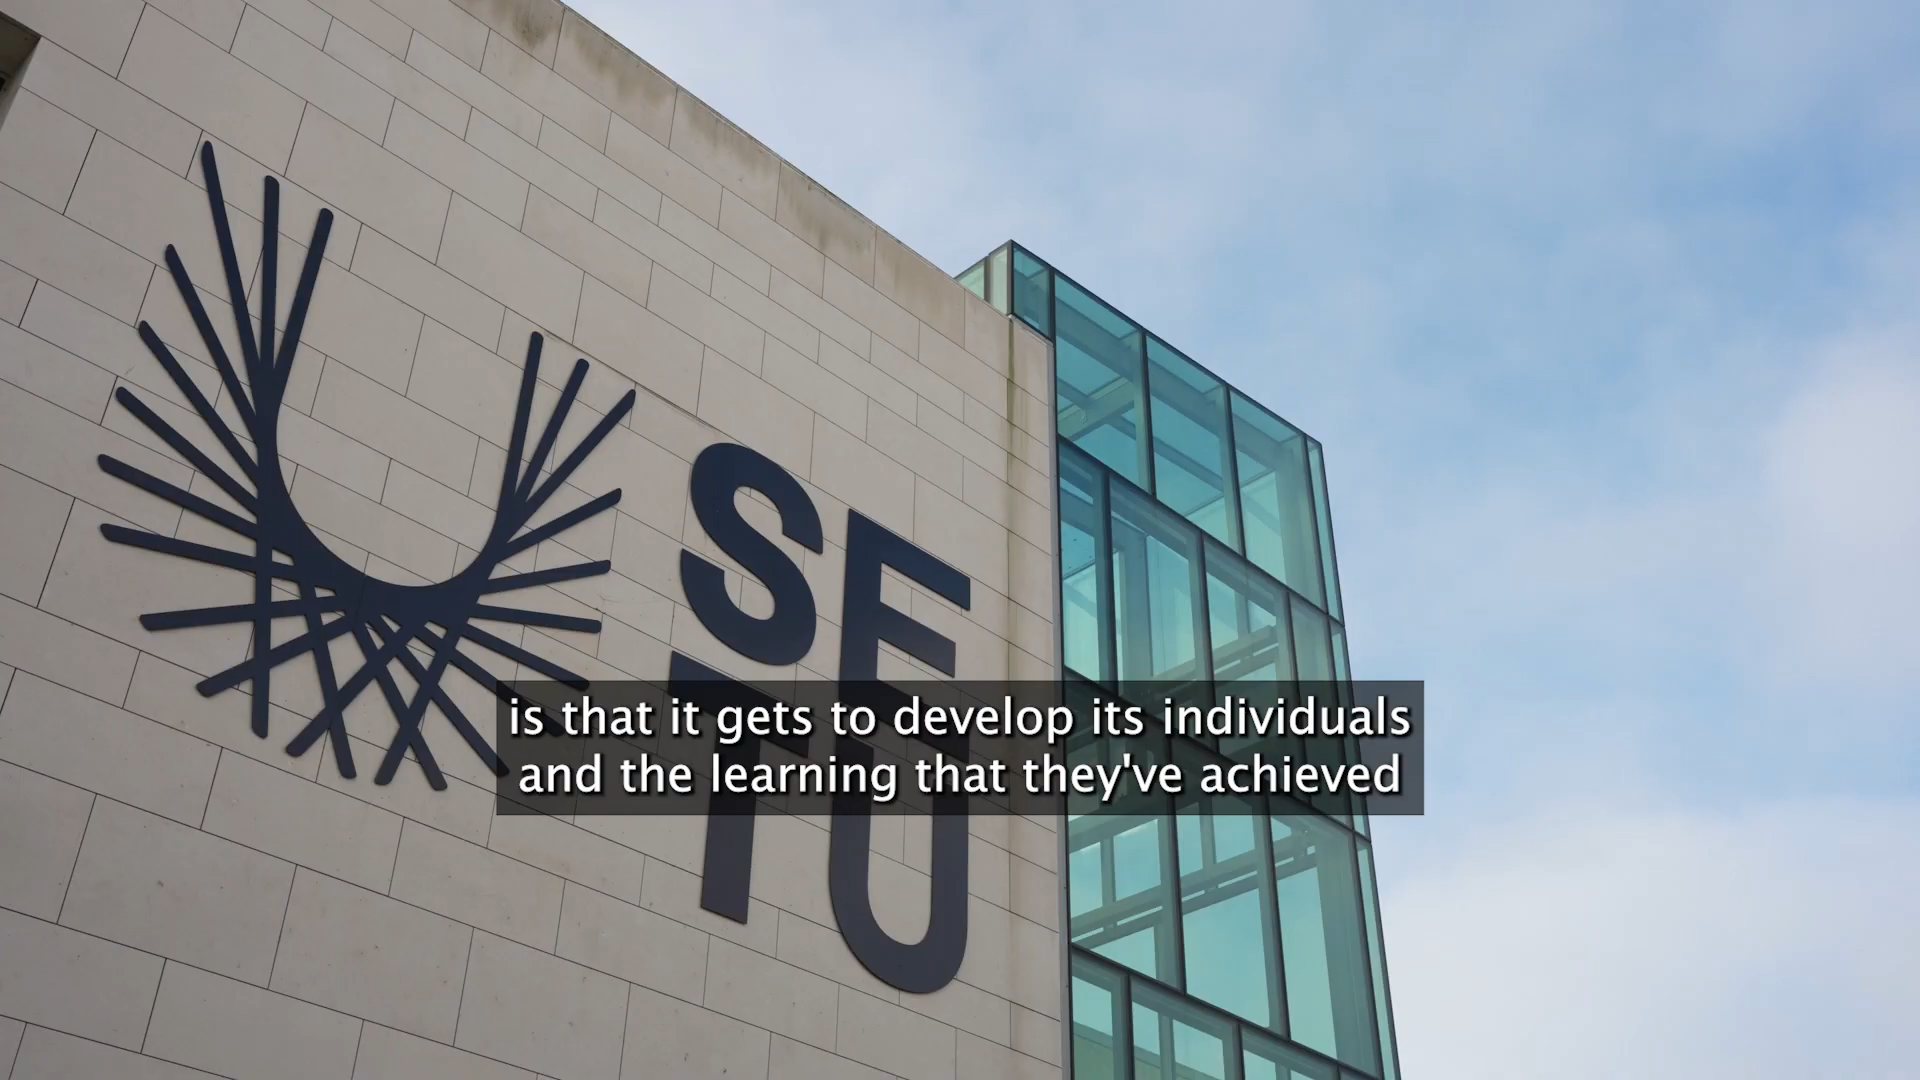 SE
TU
is that it gets to develop its individuals
and the learning that they've achieved